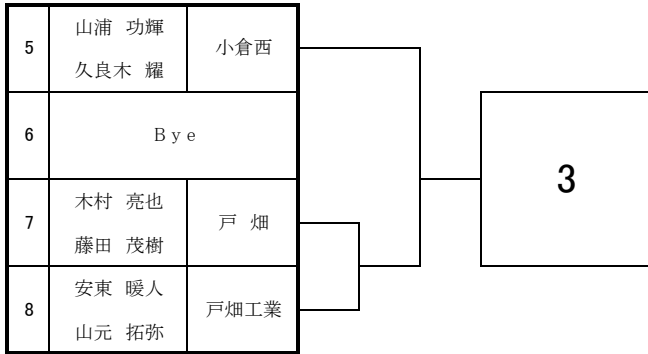 5 山浦 功輝 小倉西
久良木 耀
6 Bye
7 木村 亮也 戸 畑
藤田 茂樹
8 安東 暖人 戸畑工業
山元 拓弥
3